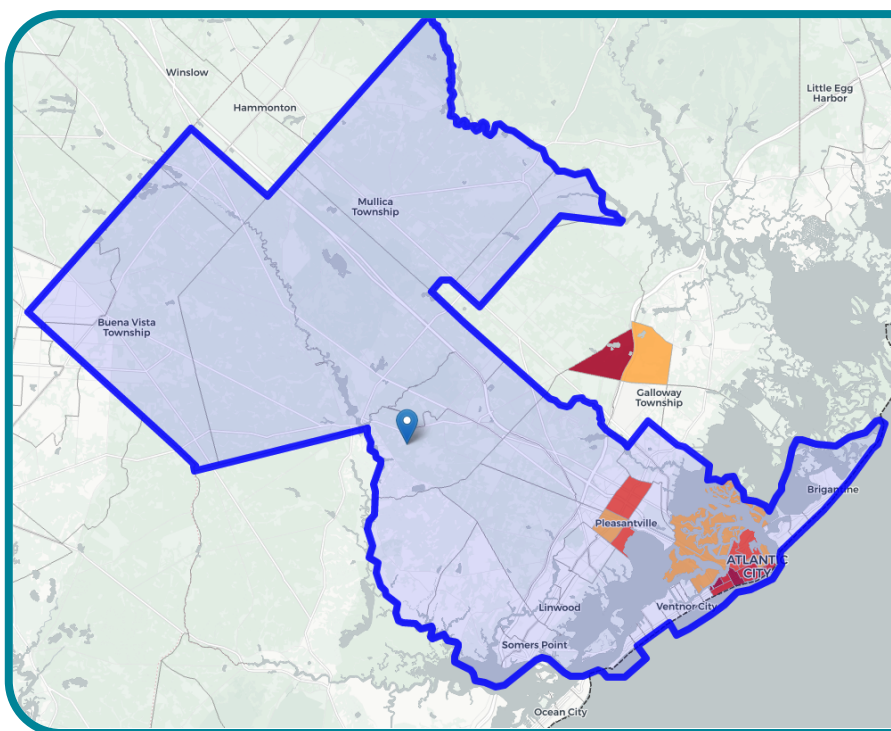 Winslow
Little Egg
Harbor
Hammonton
Mullica
Township
Buena Vista
Township
Galloway
Township
Brigantine
Pleasantville
ATLANTIC
CITY
Linwood
Ventnor City
Somers Point
Ocean City